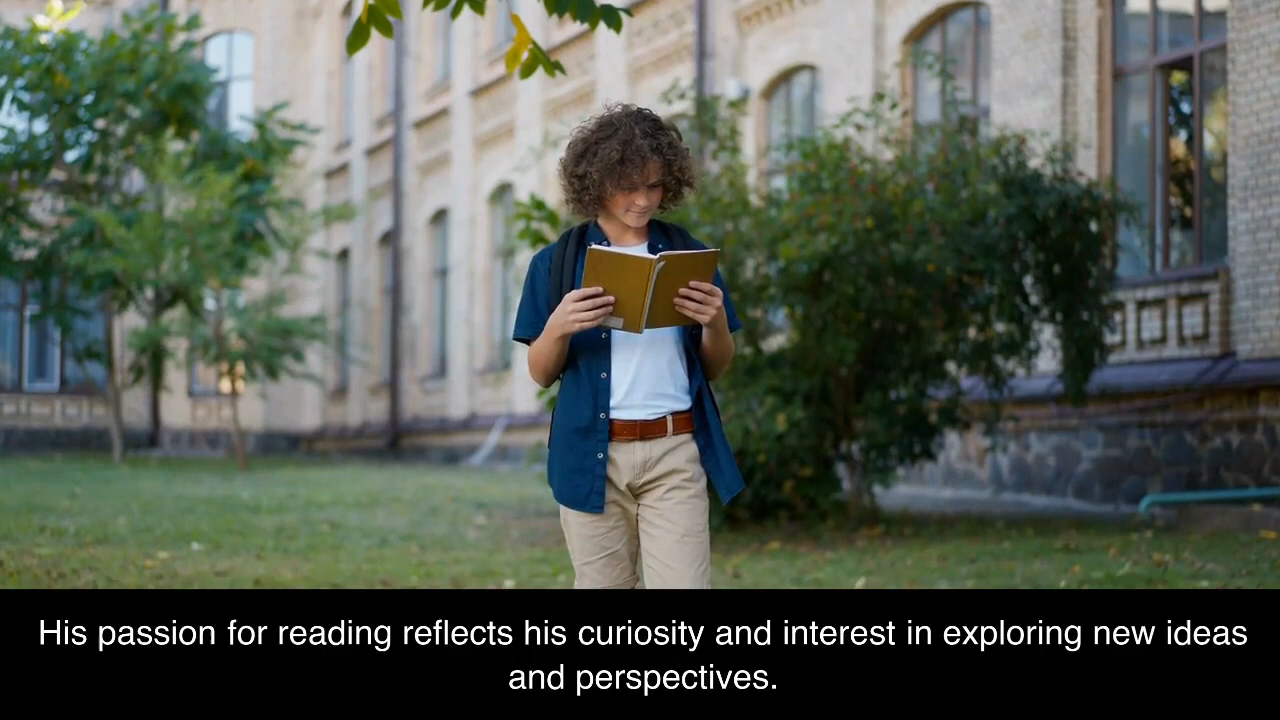 His passion for reading reflects his curiosity and interest in exploring new ideas
and perspectives.